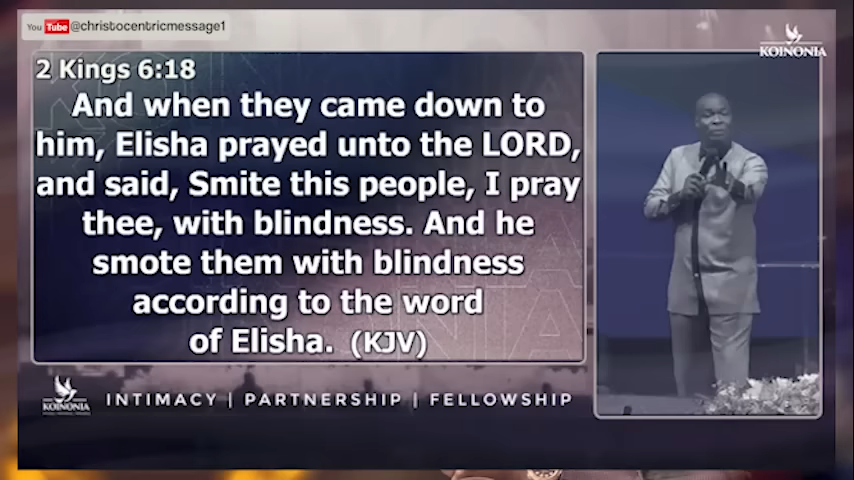 You Tube @christocentricmessage1
KOINONIA
2 Kings 6:18
And when they came down to
him, Elisha prayed unto the LORD,
and said, Smite this people, I pray
thee, with blindness. And he
smote them with blindness
according to the word
of Elisha. (KJV)
KOINONIA
INTIMACY | PARTNERSHIP | FELLOWSHIP